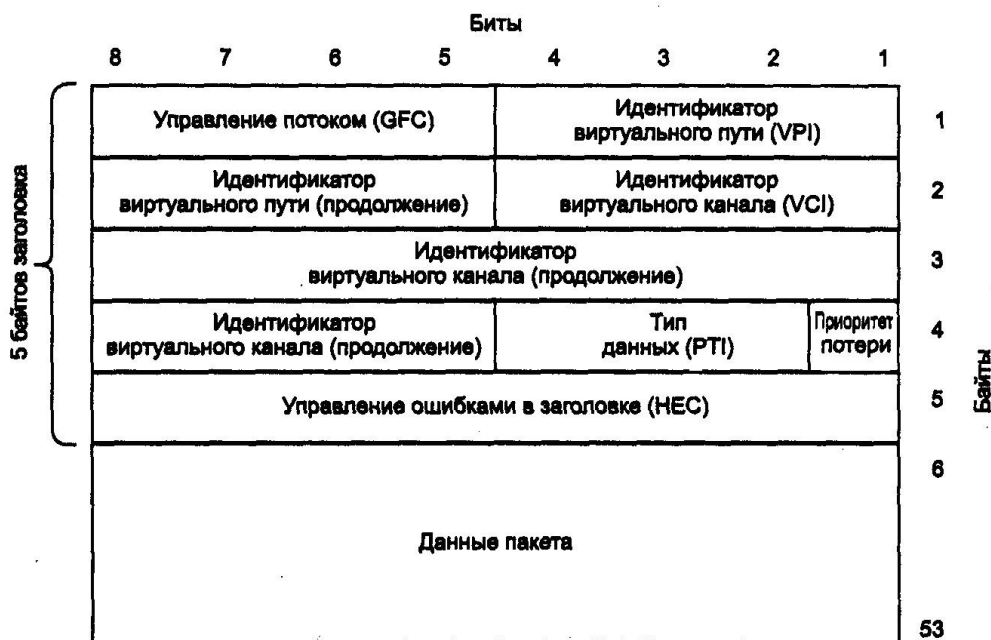 Биты
8 7 6 5 4 3 2 1
Управление потоком (GFC)
Идентификатор
виртуального пути (VPI)
1
Идентификатор
виртуального пути (продолжение)
Идентификатор
виртуального канала (VCI)
2
Идентификатор
виртуального канала (продолжение)
3
Идентификатор
виртуального канала (продолжение)
Тип
данных (PTI)
Приоритет
потери
4
Управление ошибками в заголовке (HEC)
5
5 байтов заголовка
Байты
6
Данные пакета
53